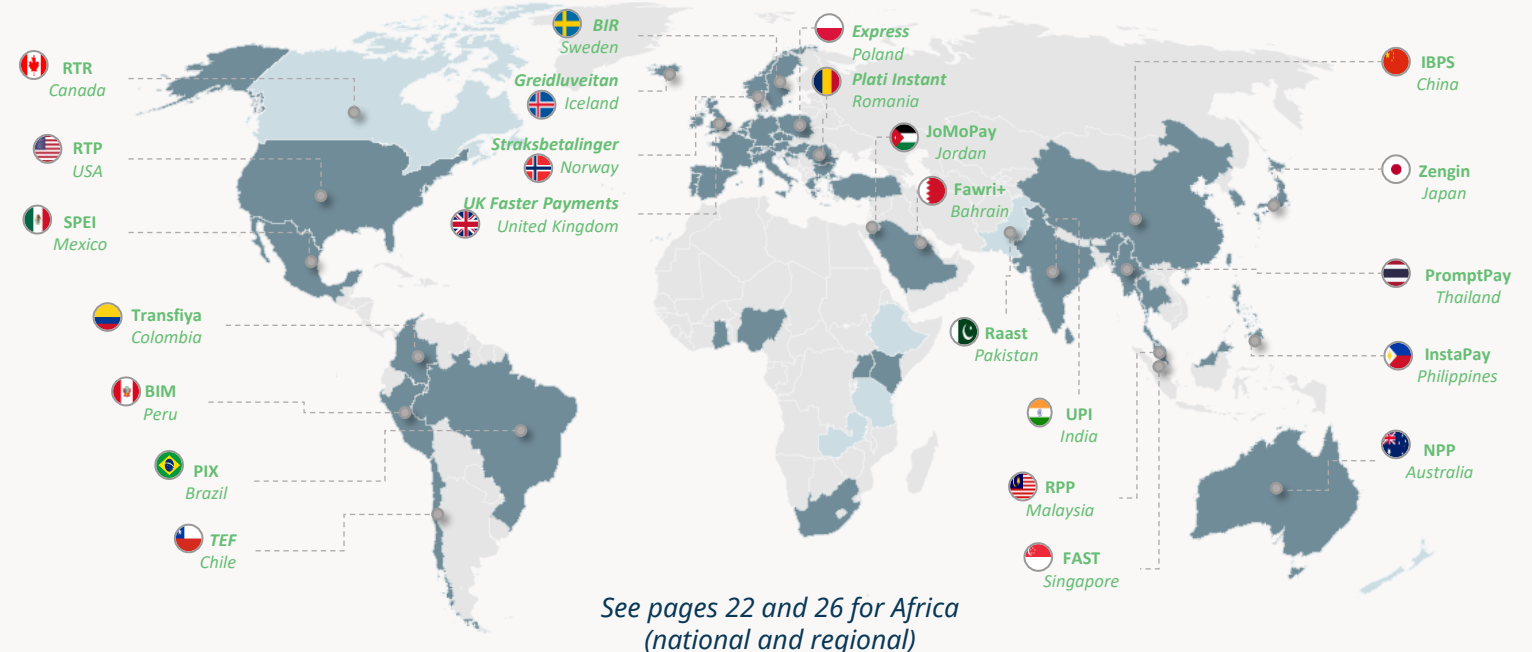 RTR
Canada
RTP
USA
SPEI
Mexico
Transfiya
Colombia
BIM
Peru
PIX
Brazil
TEF
Chile
BIR
Sweden
Greidluveitan
Iceland
Straksbetalinger
Norway
UK Faster Payments
United Kingdom
Express
Poland
Plati Instant
Romania
JoMoPay
Jordan
Fawri+
Bahrain
Raast
Pakistan
UPI
India
RPP
Malaysia
FAST
Singapore
IBPS
China
Zengin
Japan
PromptPay
Thailand
InstaPay
Philippines
NPP
Australia
See pages 22 and 26 for Africa
(national and regional)